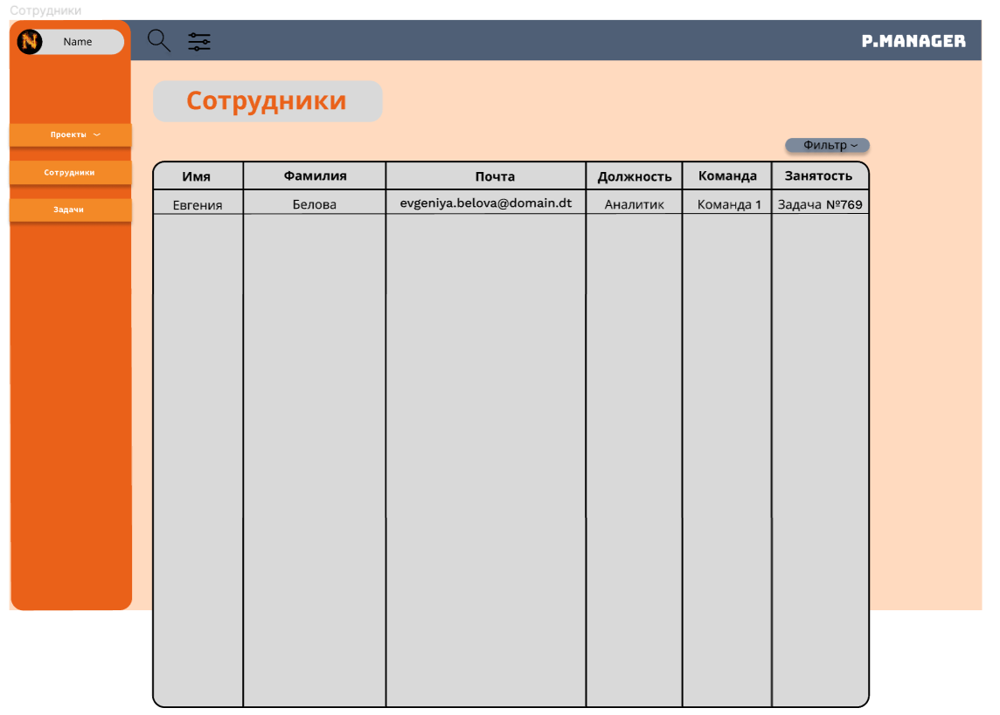 Сотрудники
Name
P.MANAGER
Сотрудники
Проекты
Сотрудники
Задачи
Фильтр
Имя Фамилия Почта Должность Команда Занятость
Евгения Белова evgeniya.belova@domain.dt Аналитик Команда 1 Задача №769